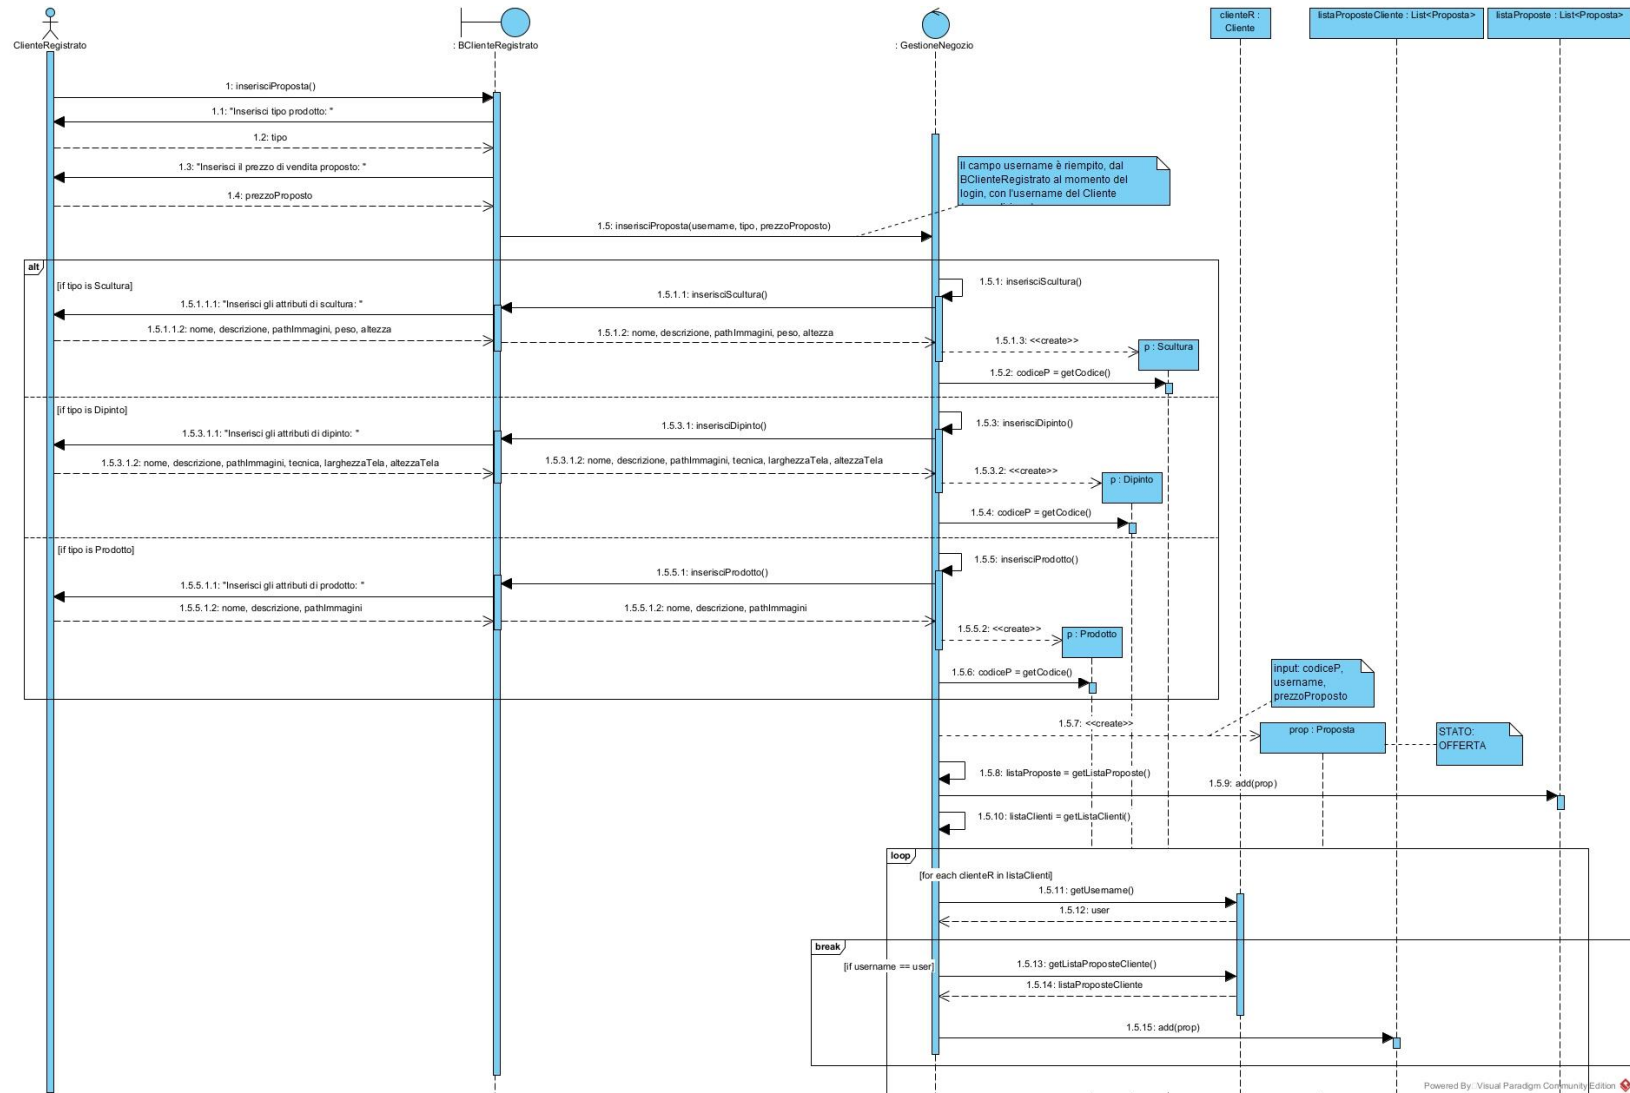 clienteR :
Cliente
listaProposteCliente : List<Proposta>
listaProposte : List<Proposta>
ClienteRegistrato
: BClienteRegistrato
: GestioneNegozio
1: inserisciProposta()
1.1: "Inserisci tipo prodotto: "
1.2: tipo
1.3: "Inserisci il prezzo di vendita proposto: "
1.4: prezzoProposto
Il campo username è riempito, dal
BClienteRegistrato al momento del
login, con l'username del Cliente
1.5: inserisciProposta(username, tipo, prezzoProposto)
alt
[if tipo is Scultura]
1.5.1: inserisciScultura()
1.5.1.1: inserisciScultura()
1.5.1.1.1: "Inserisci gli attributi di scultura: "
1.5.1.1.2: nome, descrizione, pathImmagini, peso, altezza
1.5.1.2: nome, descrizione, pathImmagini, peso, altezza
1.5.1.3: <<create>>
p : Scultura
1.5.2: codiceP = getCodice()
[if tipo is Dipinto]
1.5.3: inserisciDipinto()
1.5.3.1: inserisciDipinto()
1.5.3.1.1: "Inserisci gli attributi di dipinto: "
1.5.3.1.2: nome, descrizione, pathImmagini, tecnica, larghezzaTela, altezzaTela
1.5.3.1.2: nome, descrizione, pathImmagini, tecnica, larghezzaTela, altezzaTela
1.5.3.2: <<create>>
p : Dipinto
1.5.4: codiceP = getCodice()
[if tipo is Prodotto]
1.5.5: inserisciProdotto()
1.5.5.1: inserisciProdotto()
1.5.5.1.1: "Inserisci gli attributi di prodotto: "
1.5.5.1.2: nome, descrizione, pathImmagini
1.5.5.1.2: nome, descrizione, pathImmagini
1.5.5.2: <<create>>
p : Prodotto
1.5.6: codiceP = getCodice()
input: codiceP,
username,
prezzoProposto
1.5.7: <<create>>
prop : Proposta
STATO:
OFFERTA
1.5.8: listaProposte = getListaProposte()
1.5.9: add(prop)
1.5.10: listaClienti = getListaClienti()
loop
[for each clienteR in listaClienti]
1.5.11: getUsername()
1.5.12: user
break
[if username == user]
1.5.13: getListaProposteCliente()
1.5.14: listaProposteCliente
1.5.15: add(prop)
Powered By Visual Paradigm Community Edition